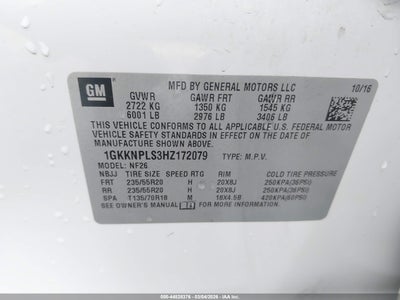 GM
MFD BY GENERAL MOTORS LLC
10/16
GVWR GAWR FRT GAWR RR
2722 KG 1350 KG 1545 KG
6001 LB 2976 LB 3406 LB
THIS VEHICLE CONFORMS TO ALL APPLICABLE U.S. FEDERAL MOTOR
VEHICLE SAFETY STANDARDS IN EFFECT ON THE DATE OF
MANUFACTURE SHOWN ABOVE.
1GKKNPLS3HZ172079 TYPE: M.P.V.
MODEL: NF26
NBJJ TIRE SIZE SPEED RTG RIM COLD TIRE PRESSURE
FRT 235/55R20 H 20X8J 250KPA(36PSI)
RR 235/55R20 H 20X8J 250KPA(36PSI)
SPA T135/70R18 M 18X4.5B 420KPA(60PSI)
SEE OWNER'S MANUAL FOR MORE INFORMATION.